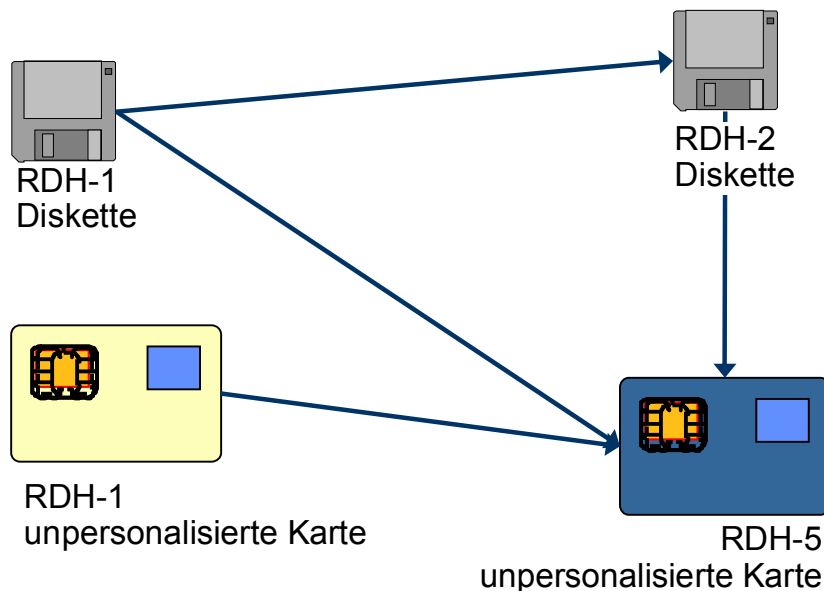 RDH-1
Diskette
RDH-2
Diskette
RDH-1
unpersonalisierte Karte
RDH-5
unpersonalisierte Karte